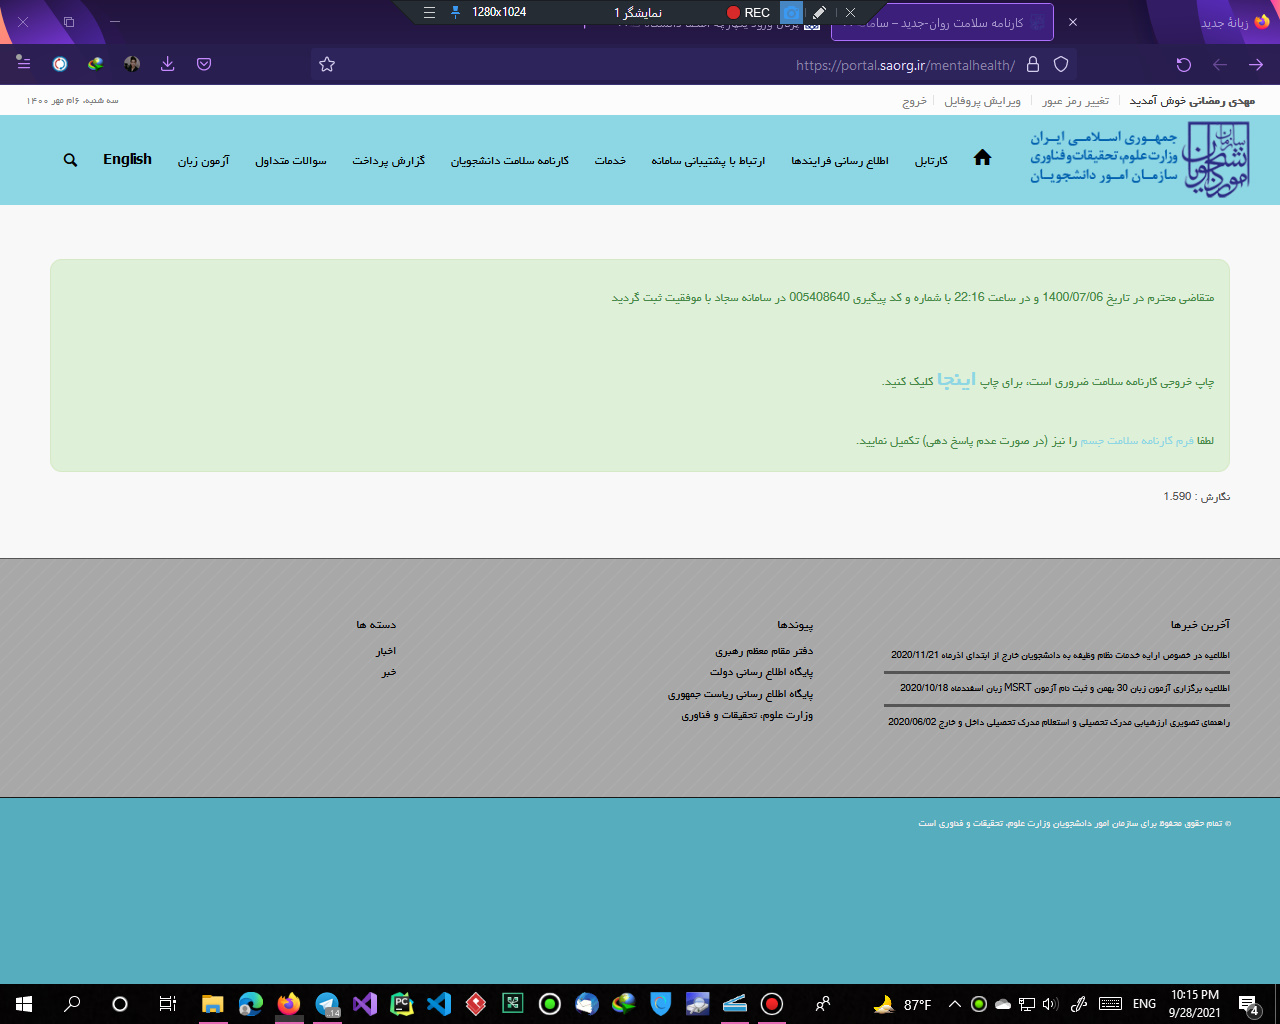 1280x1024
نمایشگر 1
REC
زبانهٔ جدید
کارنامه سلامت روان-جدید – سامانه
https://portal.saorg.ir/mentalhealth/
مهدی رمضانی خوش آمدید
تغییر رمز عبور
ویرایش پروفایل
خروج
سه شنبه، ۶ام مهر ۱۴۰۰
جمهوری اسلامی ایران
وزارت علوم، تحقیقات و فناوری
سازمان امور دانشجویان
کارتابل
اطلاع رسانی فرایندها
ارتباط با پشتیبانی سامانه
خدمات
کارنامه سلامت دانشجویان
گزارش پرداخت
سوالات متداول
آزمون زبان
English
متقاضی محترم در تاریخ 1400/07/06 و در ساعت 22:16 با شماره و کد پیگیری 005408640 در سامانه سجاد با موفقیت ثبت گردید
چاپ خروجی کارنامه سلامت ضروری است، برای چاپ اینجا کلیک کنید.
لطفا فرم کارنامه سلامت جسم را نیز (در صورت عدم پاسخ دهی) تکمیل نمایید.
نگارش : 1.590
آخرین خبرها
اطلاعیه در خصوص ارایه خدمات نظام وظیفه به دانشجویان خارج از ابتدای اذرماه 2020/11/21
اطلاعیه برگزاری آزمون زبان 30 بهمن و ثبت نام آزمون MSRT زبان اسفندماه 2020/10/18
راهنمای تصویری ارزشیابی مدرک تحصیلی و استعلام مدرک تحصیلی داخل و خارج 2020/06/02
پیوندها
دفتر مقام معظم رهبری
پایگاه اطلاع رسانی دولت
پایگاه اطلاع رسانی ریاست جمهوری
وزارت علوم، تحقیقات و فناوری
دسته ها
اخبار
خبر
© تمام حقوق محفوظ برای سازمان امور دانشجویان وزارت علوم، تحقیقات و فناوری است
14
87°F
ENG
10:15 PM
9/28/2021
4